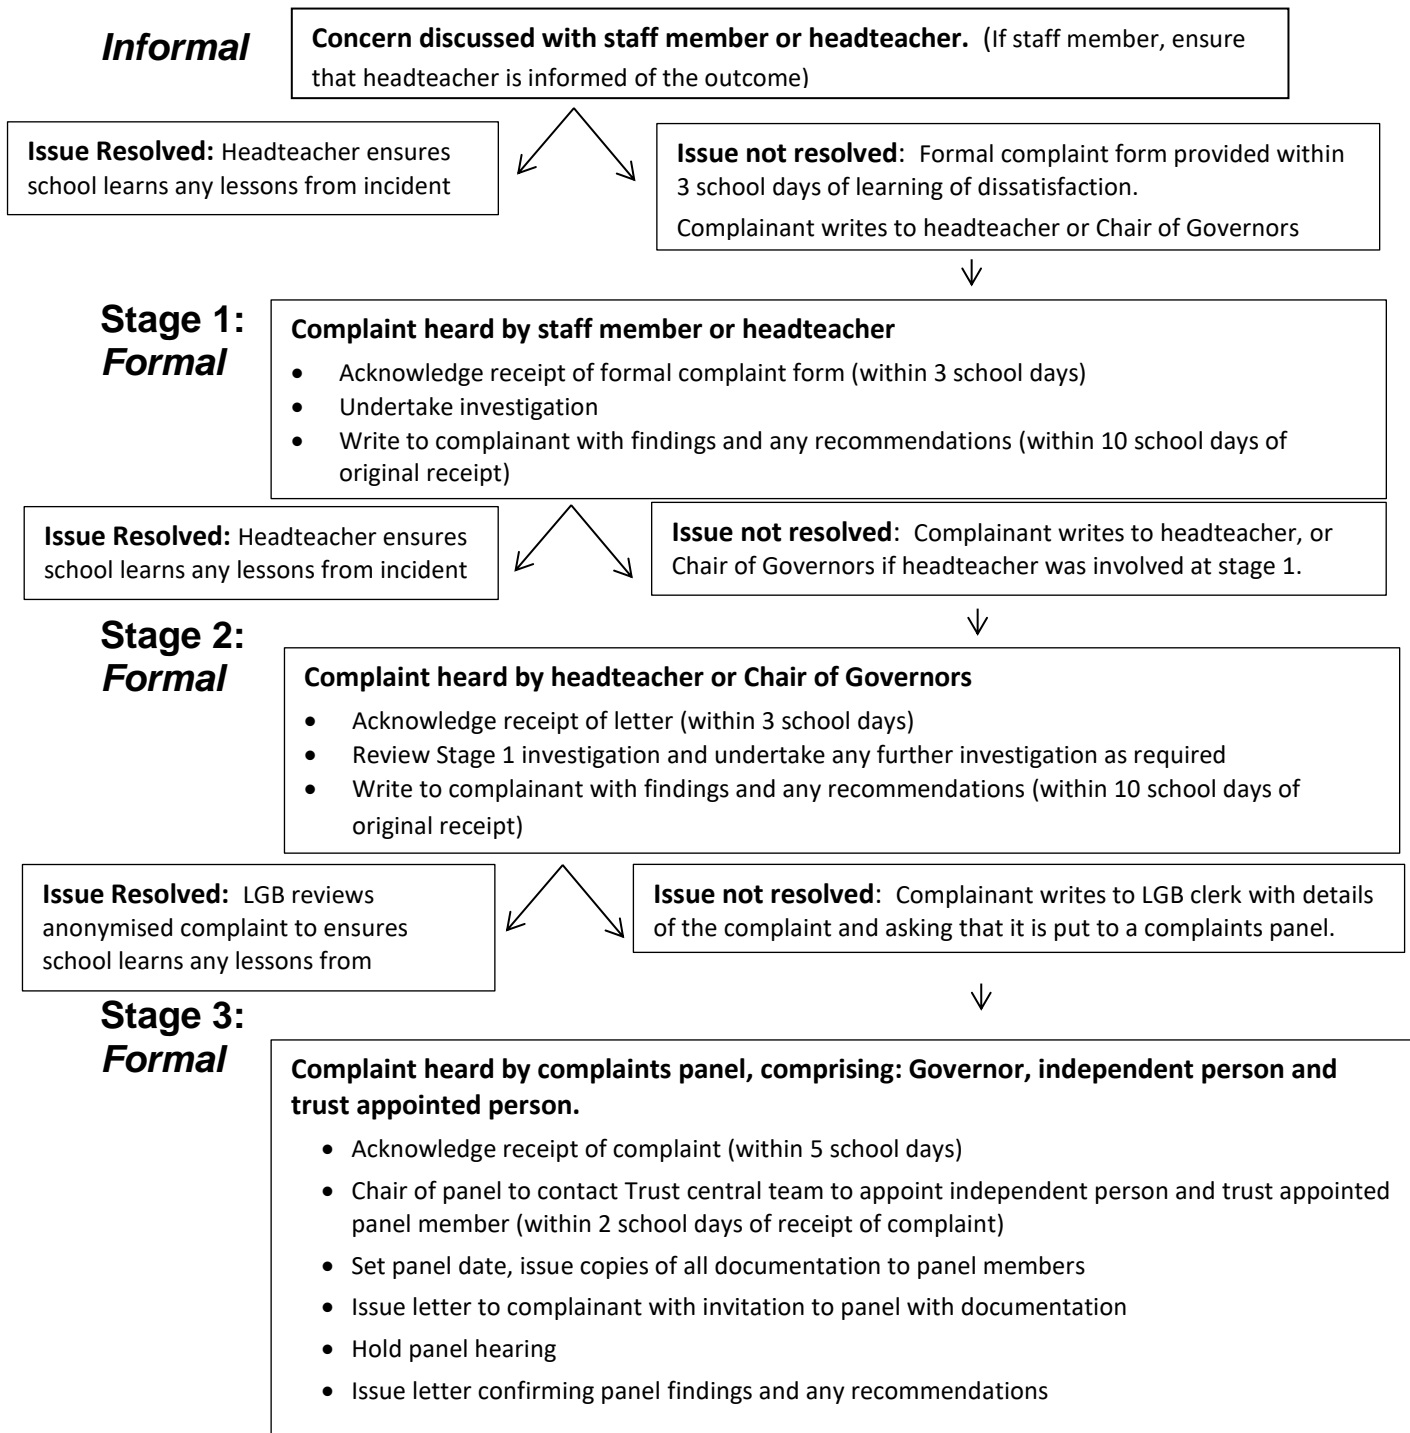 Informal
Concern discussed with staff member or headteacher. (If staff member, ensure
that headteacher is informed of the outcome)
Issue Resolved: Headteacher ensures
school learns any lessons from incident
Issue not resolved: Formal complaint form provided within
3 school days of learning of dissatisfaction.
Complainant writes to headteacher or Chair of Governors
Stage 1:
Formal
Complaint heard by staff member or headteacher
• Acknowledge receipt of formal complaint form (within 3 school days)
• Undertake investigation
• Write to complainant with findings and any recommendations (within 10 school days of
original receipt)
Issue Resolved: Headteacher ensures
school learns any lessons from incident
Issue not resolved: Complainant writes to headteacher, or
Chair of Governors if headteacher was involved at stage 1.
Stage 2:
Formal
Complaint heard by headteacher or Chair of Governors
• Acknowledge receipt of letter (within 3 school days)
• Review Stage 1 investigation and undertake any further investigation as required
• Write to complainant with findings and any recommendations (within 10 school days of
original receipt)
Issue Resolved: LGB reviews
anonymised complaint to ensures
school learns any lessons from
Issue not resolved: Complainant writes to LGB clerk with details
of the complaint and asking that it is put to a complaints panel.
Stage 3:
Formal
Complaint heard by complaints panel, comprising: Governor, independent person and
trust appointed person.
• Acknowledge receipt of complaint (within 5 school days)
• Chair of panel to contact Trust central team to appoint independent person and trust appointed
panel member (within 2 school days of receipt of complaint)
• Set panel date, issue copies of all documentation to panel members
• Issue letter to complainant with invitation to panel with documentation
• Hold panel hearing
• Issue letter confirming panel findings and any recommendations